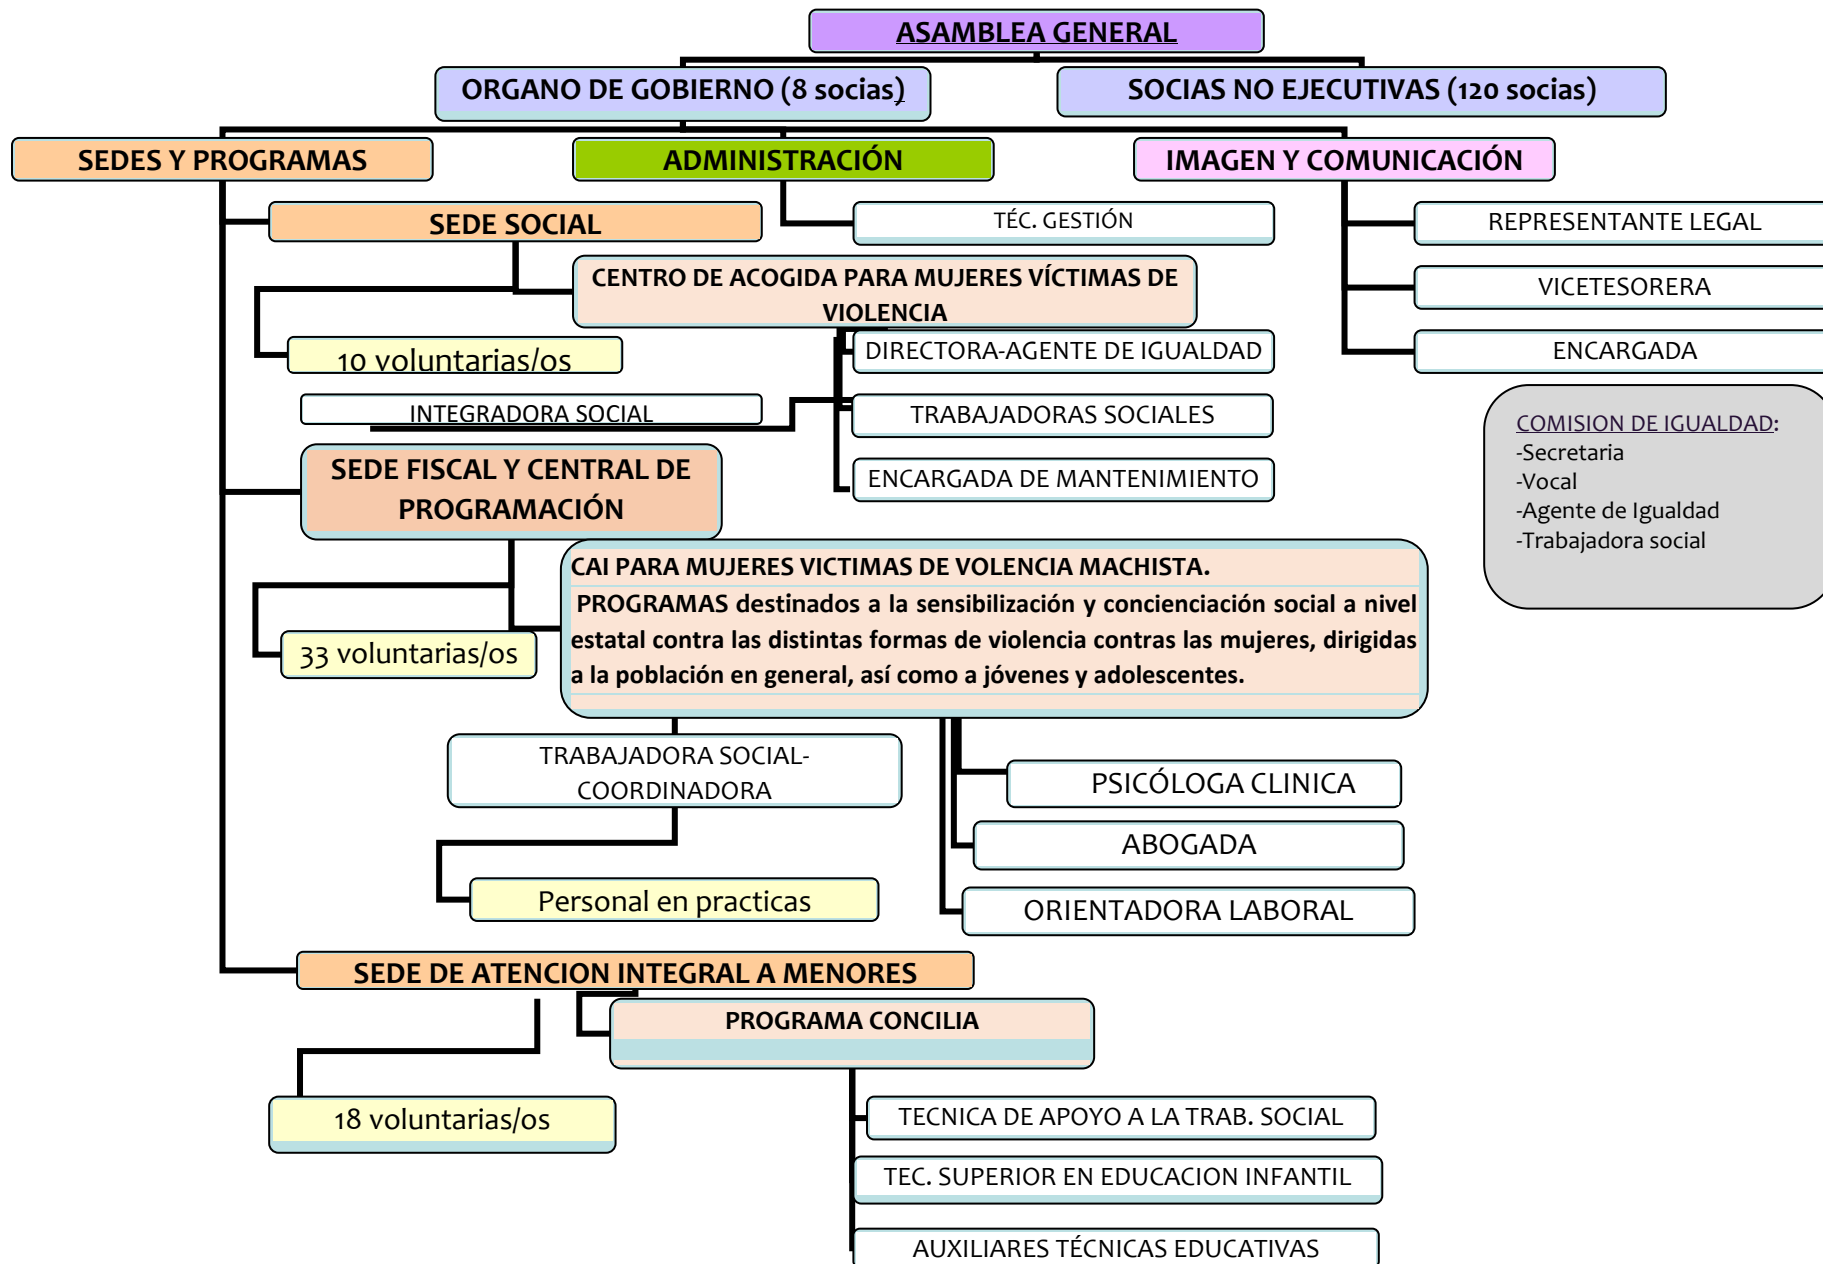 ASAMBLEA GENERAL
ORGANO DE GOBIERNO (8 socias)
SOCIAS NO EJECUTIVAS (120 socias)
SEDES Y PROGRAMAS
ADMINISTRACIÓN
IMAGEN Y COMUNICACIÓN
SEDE SOCIAL
TÉC. GESTIÓN
REPRESENTANTE LEGAL
CENTRO DE ACOGIDA PARA MUJERES VÍCTIMAS DE
VIOLENCIA
VICETESORERA
10 voluntarias/os
DIRECTORA-AGENTE DE IGUALDAD
ENCARGADA
INTEGRADORA SOCIAL
TRABAJADORAS SOCIALES
COMISION DE IGUALDAD:
-Secretaria
-Vocal
-Agente de Igualdad
-Trabajadora social
SEDE FISCAL Y CENTRAL DE
PROGRAMACIÓN
ENCARGADA DE MANTENIMIENTO
CAI PARA MUJERES VICTIMAS DE VOLENCIA MACHISTA.
PROGRAMAS destinados a la sensibilización y concienciación social a nivel
estatal contra las distintas formas de violencia contras las mujeres, dirigidas
a la población en general, así como a jóvenes y adolescentes.
33 voluntarias/os
TRABAJADORA SOCIAL-
COORDINADORA
PSICÓLOGA CLINICA
ABOGADA
Personal en practicas
ORIENTADORA LABORAL
SEDE DE ATENCION INTEGRAL A MENORES
PROGRAMA CONCILIA
18 voluntarias/os
TECNICA DE APOYO A LA TRAB. SOCIAL
TEC. SUPERIOR EN EDUCACION INFANTIL
AUXILIARES TÉCNICAS EDUCATIVAS